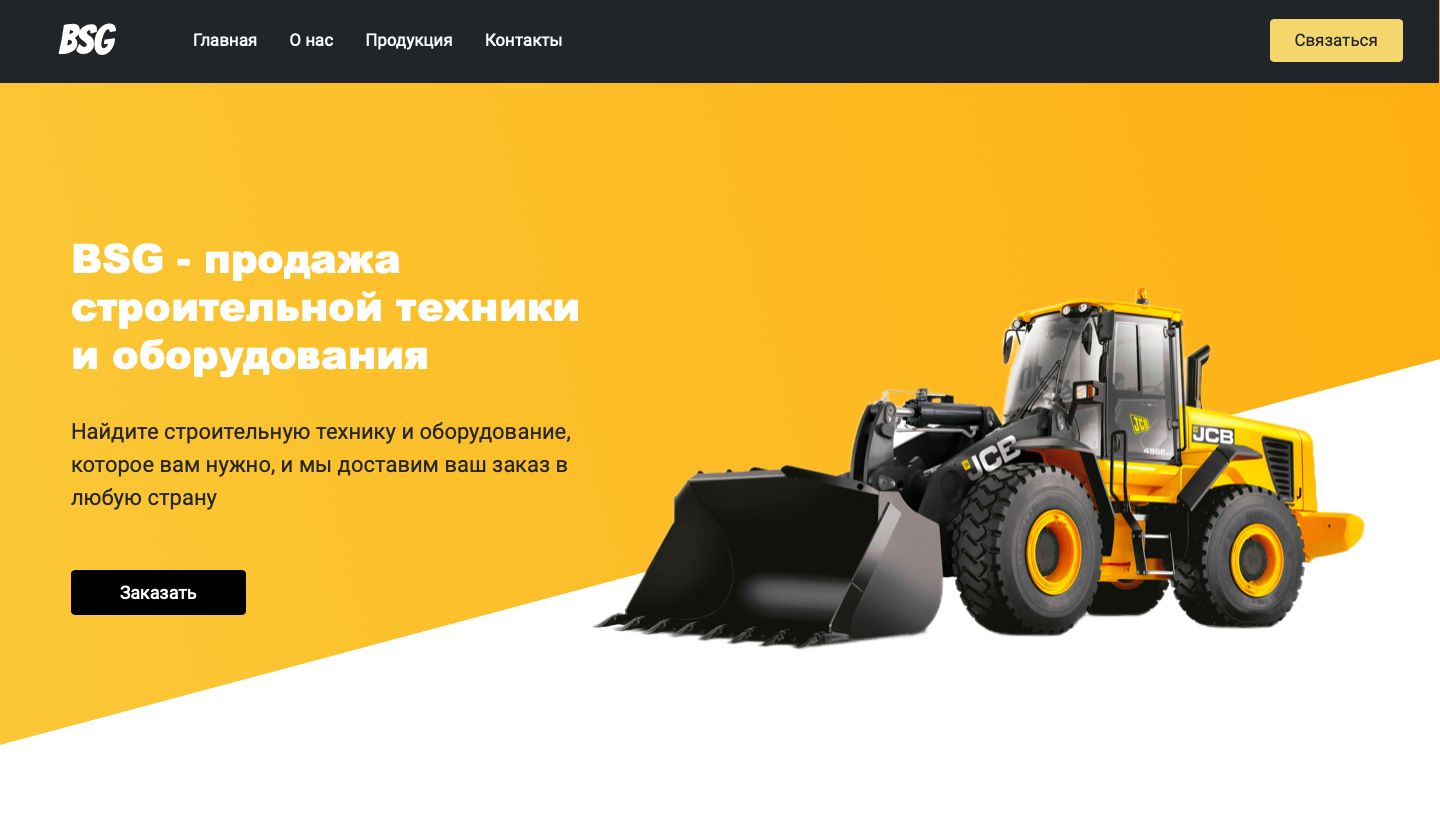 BSG
Главная
О нас
Продукция
Контакты
Связаться
BSG - продажа
строительной техники
и оборудования
Найдите строительную технику и оборудование,
которое вам нужно, и мы доставим ваш заказ в
любую страну
Заказать
JCB
JCB
JCB